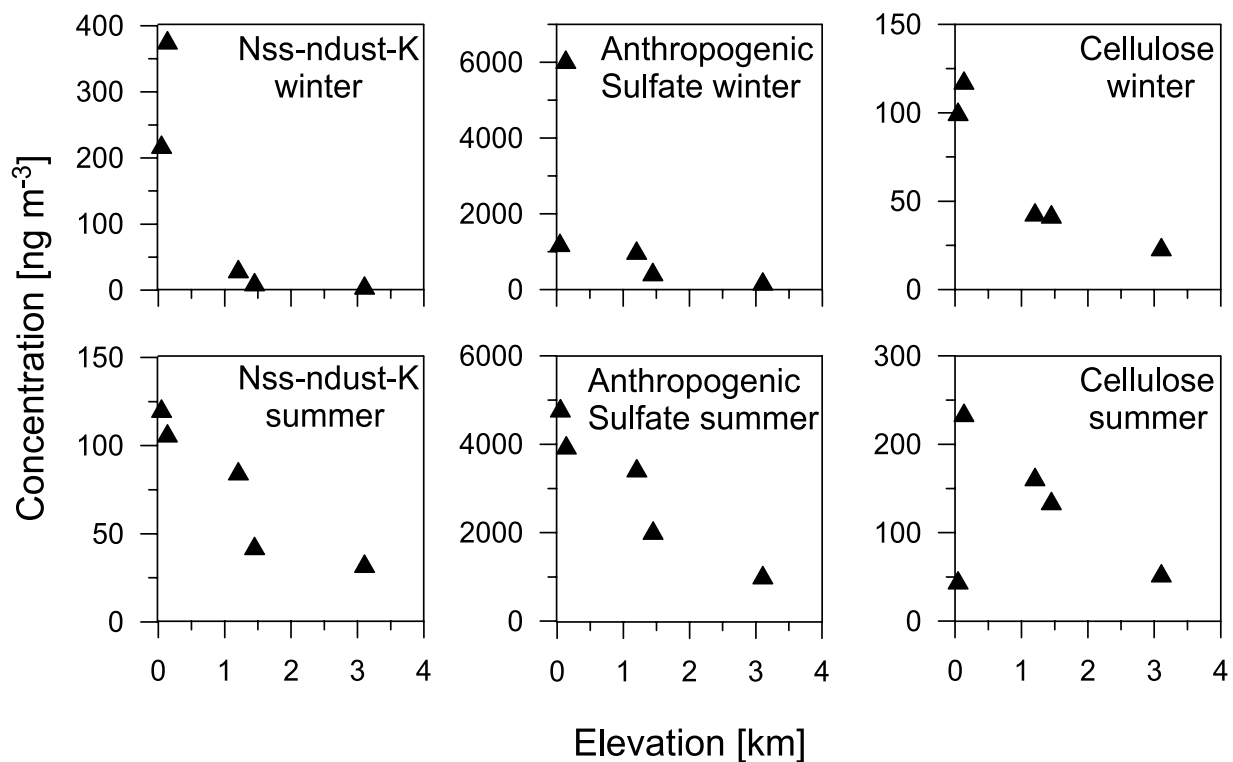 Concentration [ng m-3]
400
300
200
100
0
Nss-ndust-K
winter
6000
4000
2000
0
Anthropogenic
Sulfate winter
150
100
50
0
Cellulose
winter
150
100
50
0
Nss-ndust-K
summer
0 1 2 3 4
6000
4000
2000
0
Anthropogenic
Sulfate summer
0 1 2 3 4
300
200
100
0
Cellulose
summer
0 1 2 3 4
Elevation [km]